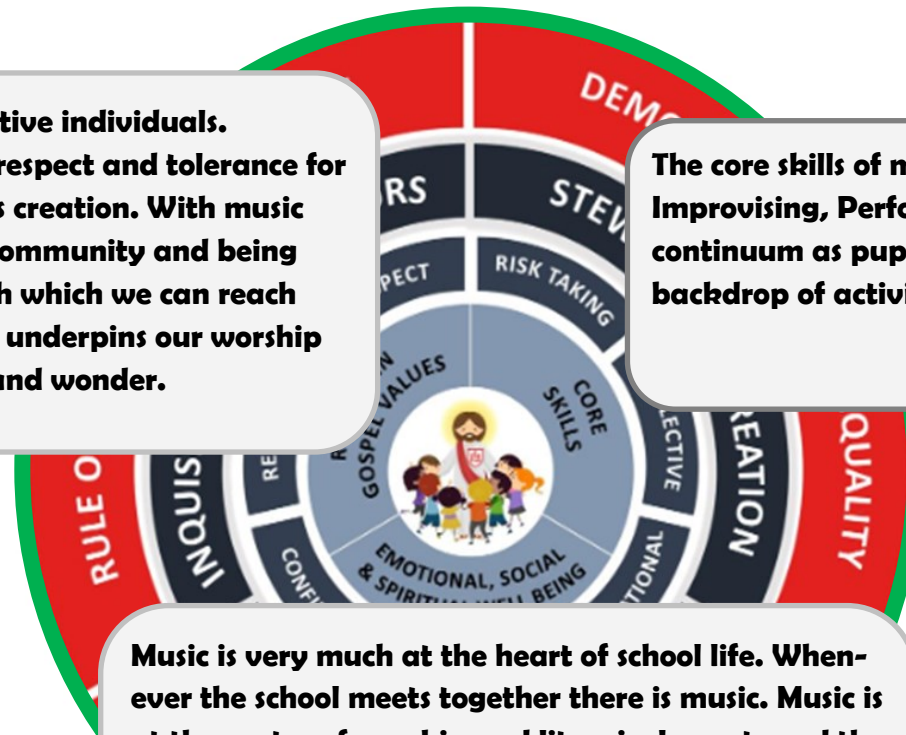 tive individuals.
respect and tolerance for
s creation. With music
ommunity and being
h which we can reach
underpins our worship
and wonder.
The core skills of m
Improvising, Perfo
continuum as pup
backdrop of activi
DEMO
RS
STEW
PECT
RISK TAKING
N
GOSPEL VALUES
CORE
SKILLS
RULE O
INQUIS
RE
LECTIVE
REATION
QUALITY
CONFI
TIONAL
EMOTIONAL, SOCIAL
& SPIRITUAL WELL BEING
Music is very much at the heart of school life. When-
ever the school meets together there is music. Music is